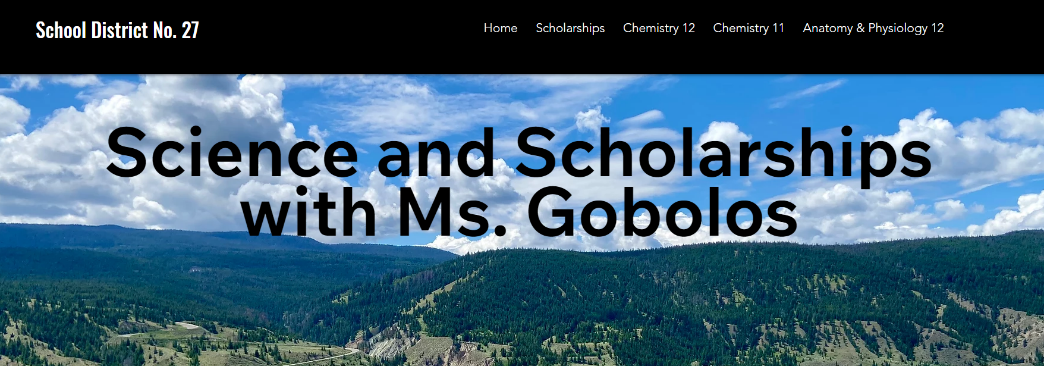 School District No. 27
Home Scholarships Chemistry 12 Chemistry 11 Anatomy & Physiology 12
Science and Scholarships
with Ms. Gobolos